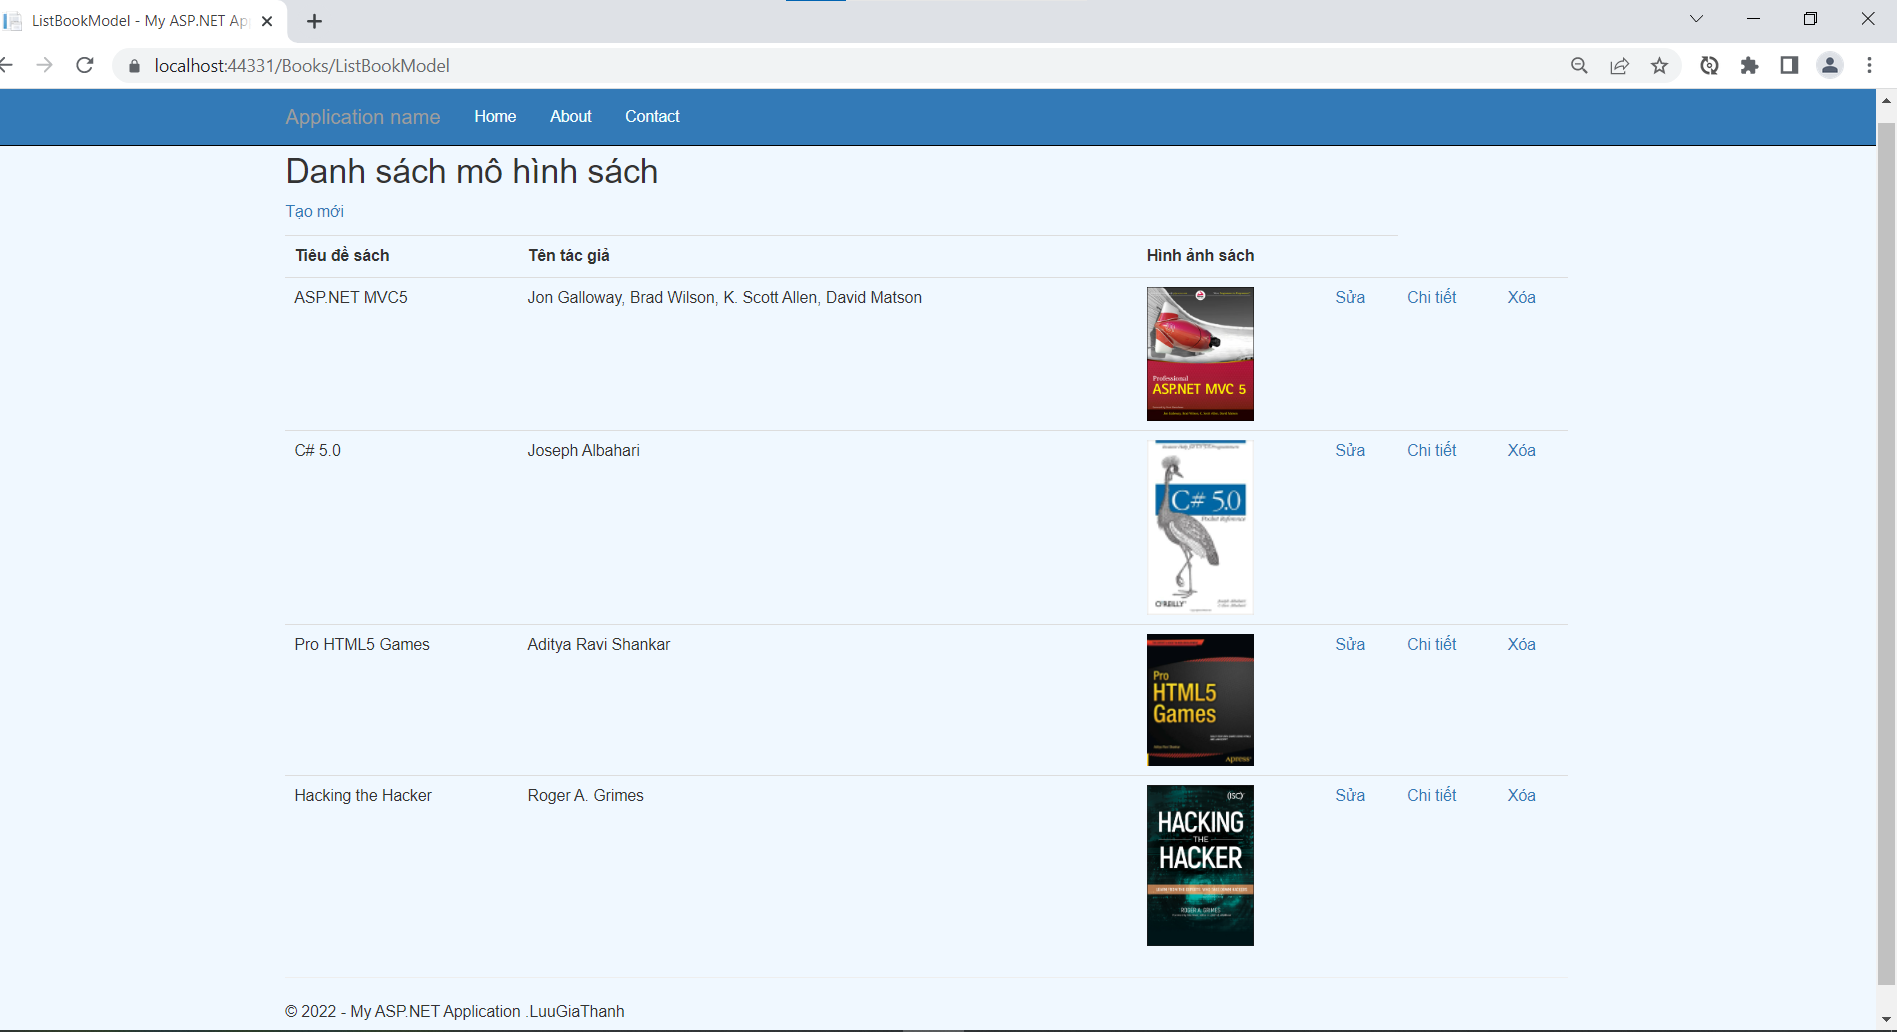 ListBookModel - My ASP.NET Ap
localhost:44331/Books/ListBookModel
Application name Home About Contact
Danh sách mô hình sách
Tạo mới
Tiêu đề sách Tên tác giả Hình ảnh sách
ASP.NET MVC5 Jon Galloway, Brad Wilson, K. Scott Allen, David Matson Sửa Chi tiết Xóa
Professional
ASP.NET MVC 5
C# 5.0 Joseph Albahari Sửa Chi tiết Xóa
C# 5.0
Pocket Reference
O'REILLY
Pro HTML5 Games Aditya Ravi Shankar Sửa Chi tiết Xóa
Pro
HTML5
Games
Apress
Hacking the Hacker Roger A. Grimes Sửa Chi tiết Xóa
(ISC)
HACKING
THE
HACKER
ROGER A. GRIMES
© 2022 - My ASP.NET Application .LuuGiaThanh